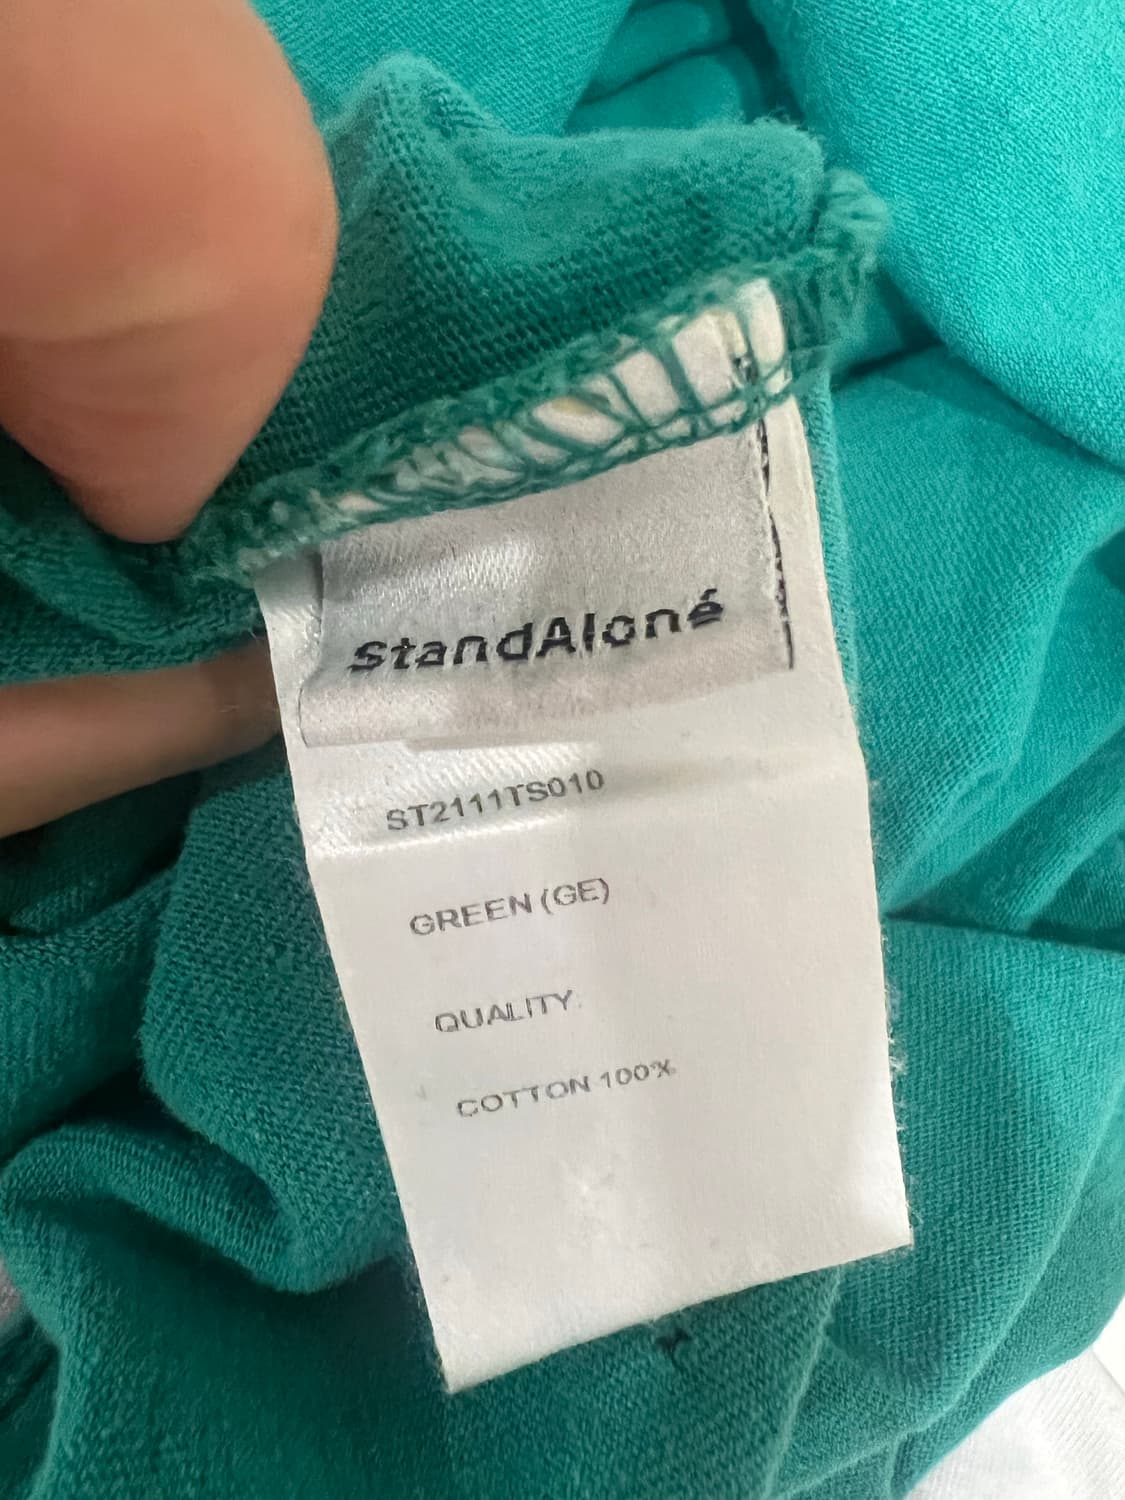 StandAloné
ST2111TS010
GREEN (GE)
QUALITY:
COTTON 100%